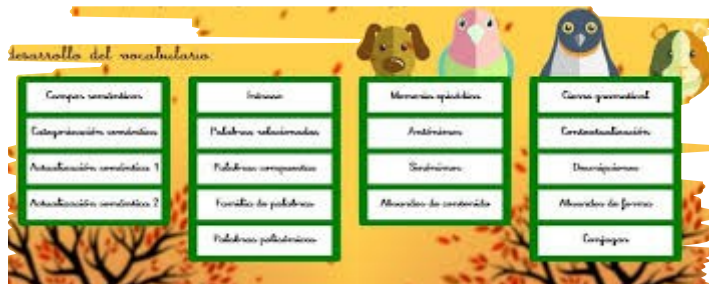 desarrollo del vocabulario:
Campos semánticos
Categorización semántica
Actualización semántica 1
Actualización semántica 2
Intruso
Palabras relacionadas
Palabras compuestas
Familia de palabras
Palabras polisémicas
Memoria episódica
Antónimos
Sinónimos
Absurdos de contenido
Cierre gramatical
Contextualización
Descripciones
Absurdos de forma
Conjugar